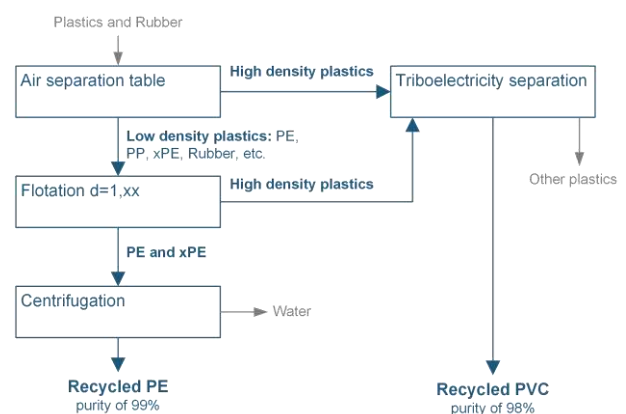 Plastics and Rubber
Air separation table
High density plastics
Triboelectricity separation
Low density plastics: PE,
PP, xPE, Rubber, etc.
Flotation d=1,xx
High density plastics
Other plastics
PE and xPE
Centrifugation
Water
Recycled PE
purity of 99%
Recycled PVC
purity of 98%